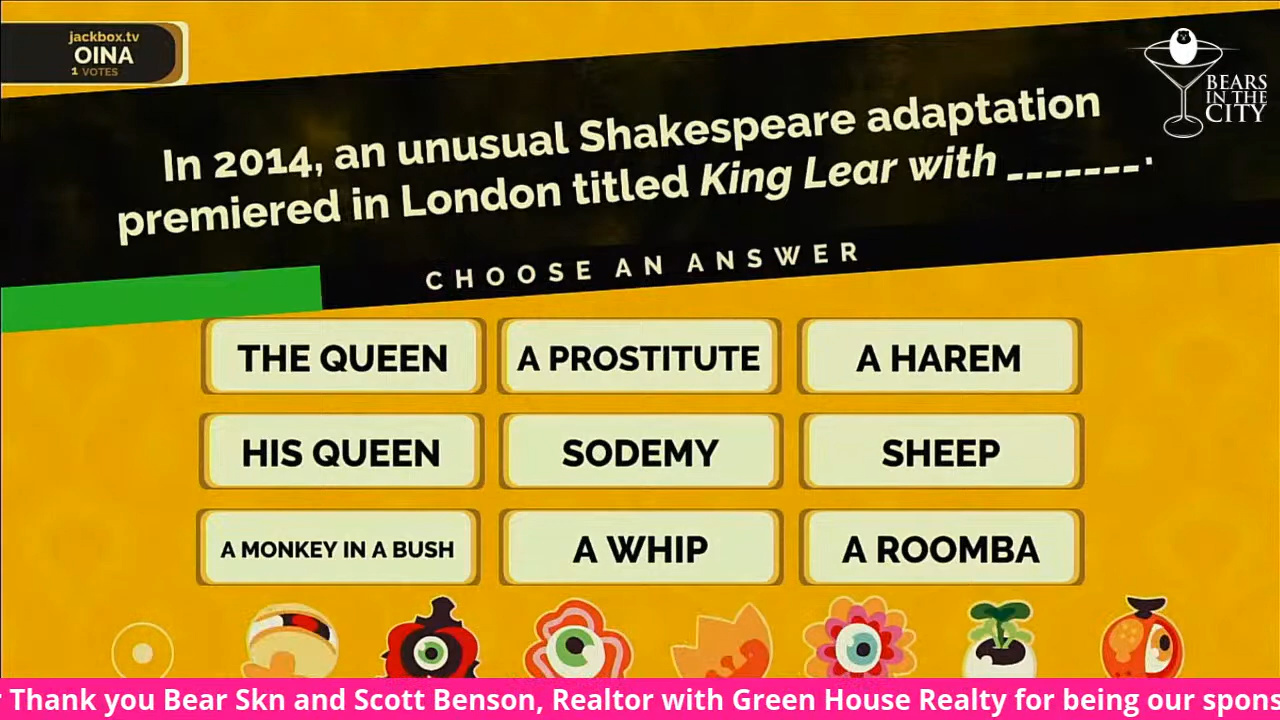 jackbox.tv
OINA
1 VOTES
In 2014, an unusual Shakespeare adaptation
premiered in London titled King Lear with _______.
CHOOSE AN ANSWER
BEARS
IN THE
CITY
THE QUEEN
A PROSTITUTE
A HAREM
HIS QUEEN
SODEMY
SHEEP
A MONKEY IN A BUSH
A WHIP
A ROOMBA
Thank you Bear Skn and Scott Benson, Realtor with Green House Realty for being our spons